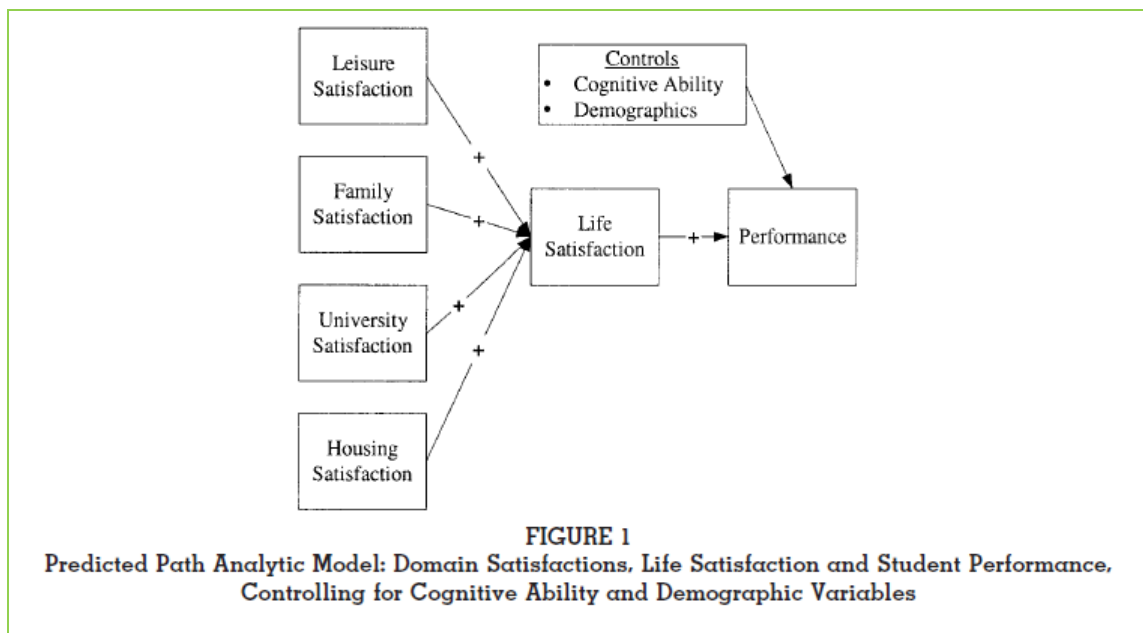 Leisure
Satisfaction
Controls
• Cognitive Ability
• Demographics
+
Family
Satisfaction
+
Life
Satisfaction
+
Performance
University
Satisfaction
+
+
Housing
Satisfaction
FIGURE 1
Predicted Path Analytic Model: Domain Satisfactions, Life Satisfaction and Student Performance,
Controlling for Cognitive Ability and Demographic Variables